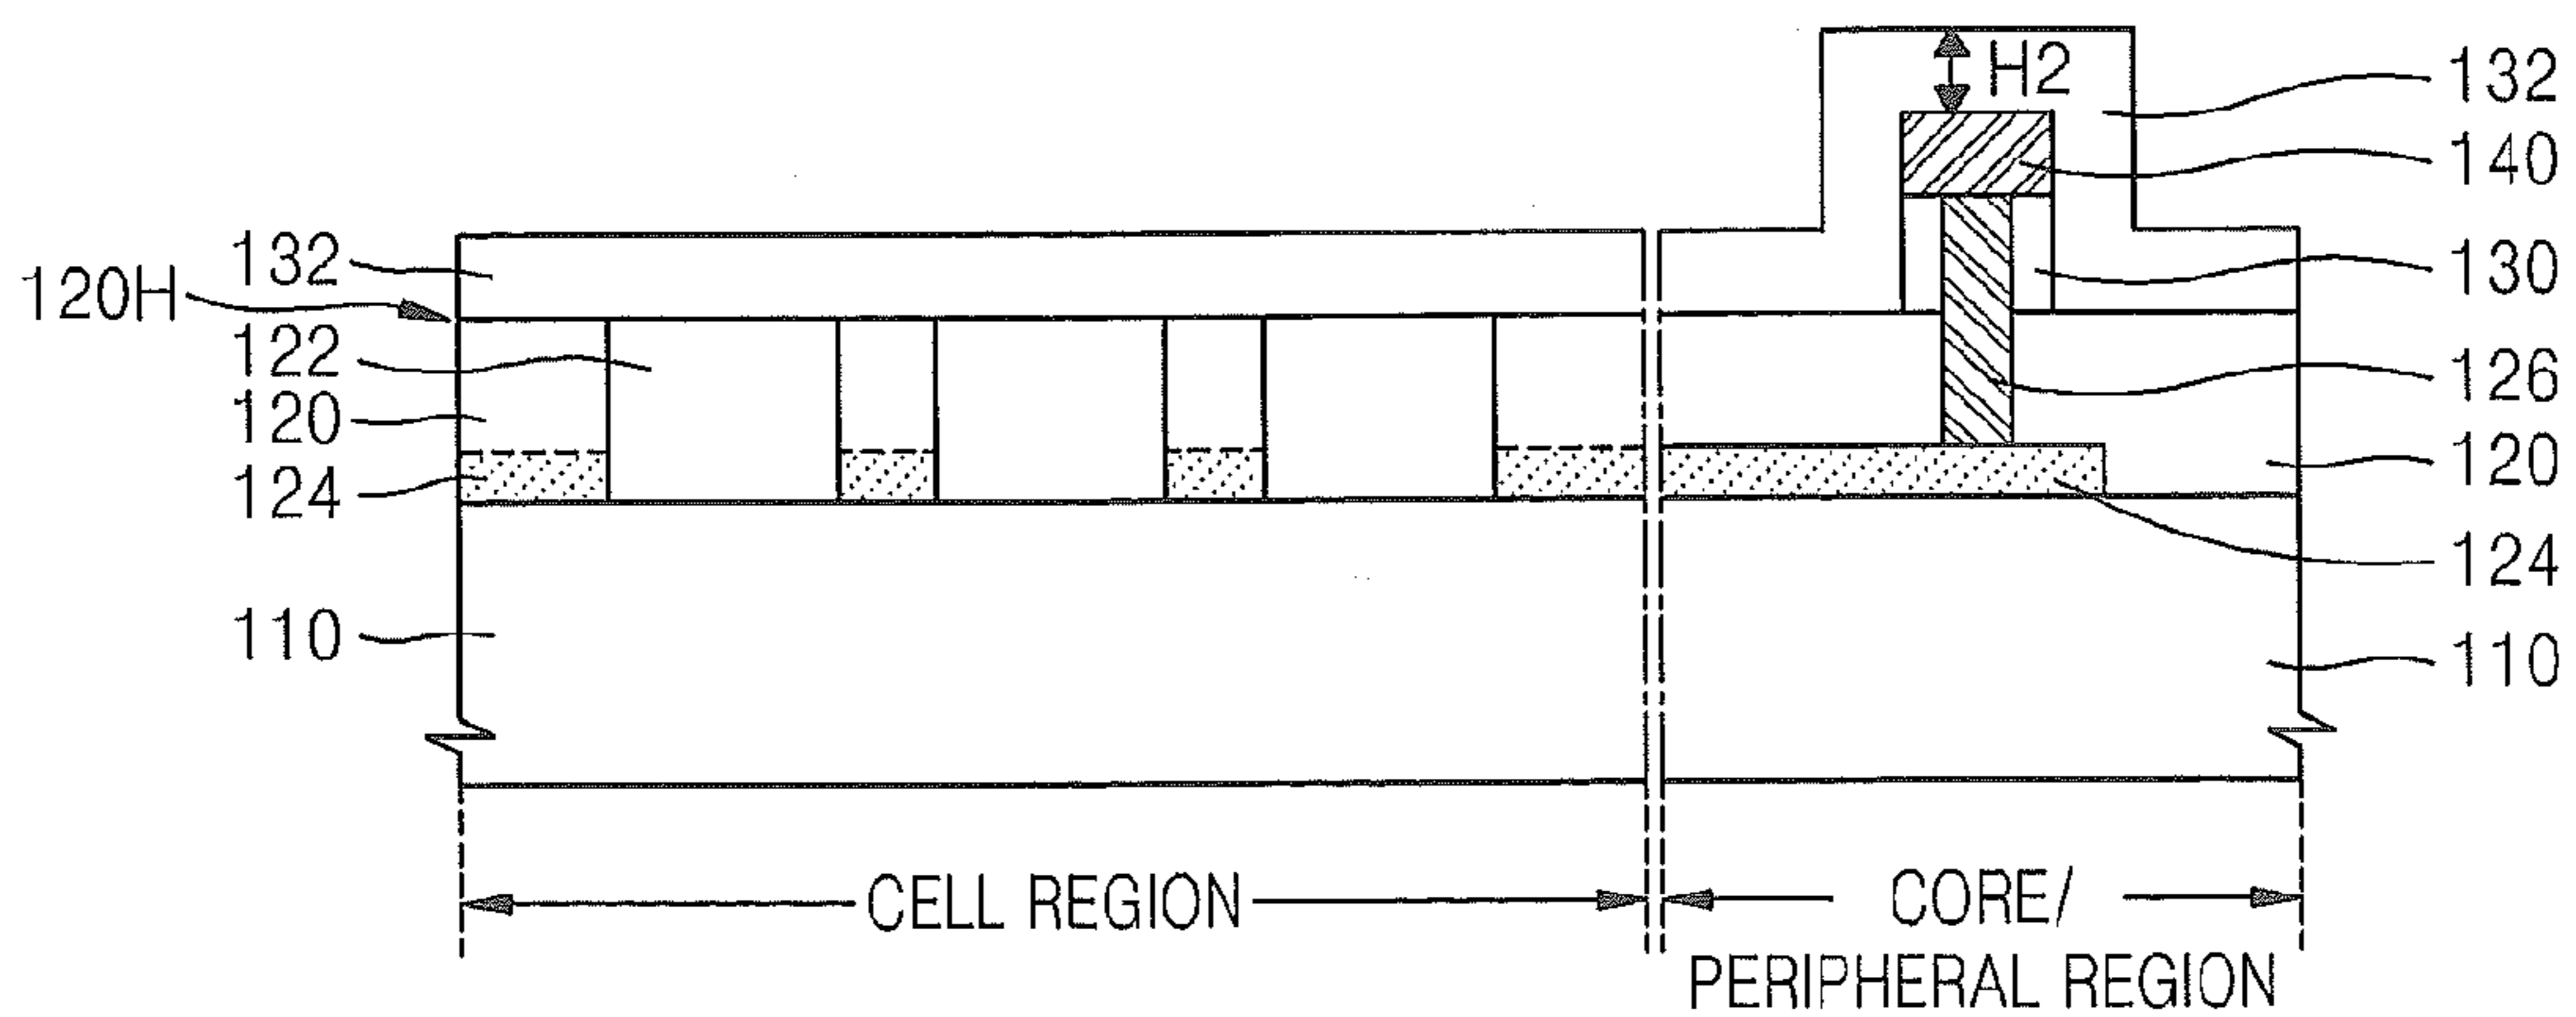 H2
132
140
132
120H
130
122
126
120
120
124
124
110
110
CELL REGION
CORE/
PERIPHERAL REGION